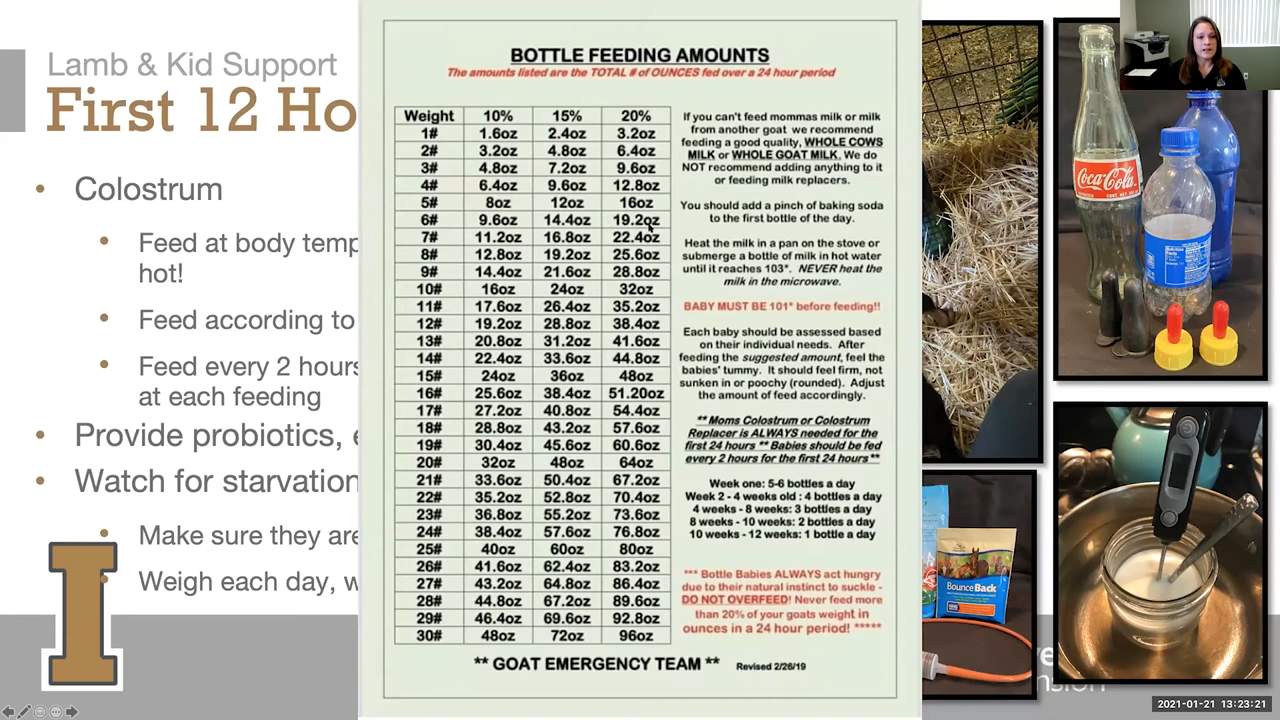 Lamb & Kid Support
First 12 Ho
• Colostrum
• Feed at body temp
hot!
• Feed according to
• Feed every 2 hours
at each feeding
• Provide probiotics, e
• Watch for starvation
• Make sure they are
• Weigh each day, w
I
BOTTLE FEEDING AMOUNTS
The amounts listed are the TOTAL # of OUNCES fed over a 24 hour period
Weight 10% 15% 20%
1# 1.6oz 2.4oz 3.2oz
2# 3.2oz 4.8oz 6.4oz
3# 4.8oz 7.2oz 9.6oz
4# 6.4oz 9.6oz 12.8oz
5# 8oz 12oz 16oz
6# 9.6oz 14.4oz 19.2oz
7# 11.2oz 16.8oz 22.4oz
8# 12.8oz 19.2oz 25.6oz
9# 14.4oz 21.6oz 28.8oz
10# 16oz 24oz 32oz
11# 17.6oz 26.4oz 35.2oz
12# 19.2oz 28.8oz 38.4oz
13# 20.8oz 31.2oz 41.6oz
14# 22.4oz 33.6oz 44.8oz
15# 24oz 36oz 48oz
16# 25.6oz 38.4oz 51.20oz
17# 27.2oz 40.8oz 54.4oz
18# 28.8oz 43.2oz 57.6oz
19# 30.4oz 45.6oz 60.6oz
20# 32oz 48oz 64oz
21# 33.6oz 50.4oz 67.2oz
22# 35.2oz 52.8oz 70.4oz
23# 36.8oz 55.2oz 73.6oz
24# 38.4oz 57.6oz 76.8oz
25# 40oz 60oz 80oz
26# 41.6oz 62.4oz 83.2oz
27# 43.2oz 64.8oz 86.4oz
28# 44.8oz 67.2oz 89.6oz
29# 46.4oz 69.6oz 92.8oz
30# 48oz 72oz 96oz
If you can't feed mommas milk or milk
from another goat we recommend
feeding a good quality, WHOLE COWS
MILK or WHOLE GOAT MILK. We do
NOT recommend adding anything to it
or feeding milk replacers.
You should add a pinch of baking soda
to the first bottle of the day.
Heat the milk in a pan on the stove or
submerge a bottle of milk in hot water
until it reaches 103*. NEVER heat the
milk in the microwave.
BABY MUST BE 101* before feeding!!
Each baby should be assessed based
on their individual needs. After
feeding the suggested amount, feel the
babies' tummy. It should feel firm, not
sunken in or poochy (rounded). Adjust
the amount of feed accordingly.
** Moms Colostrum or Colostrum
Replacer is ALWAYS needed for the
first 24 hours ** Babies should be fed
every 2 hours for the first 24 hours**
Week one: 5-6 bottles a day
Week 2 - 4 weeks old : 4 bottles a day
4 weeks - 8 weeks: 3 bottles a day
8 weeks - 10 weeks: 2 bottles a day
10 weeks - 12 weeks: 1 bottle a day
*** Bottle Babies ALWAYS act hungry
due to their natural instinct to suckle -
DO NOT OVERFEED! Never feed more
than 20% of your goats weight in
ounces in a 24 hour period! *****
** GOAT EMERGENCY TEAM ** Revised 2/26/19
Coca-Cola
BounceBack
nsion
2021-01-21 13:23:21